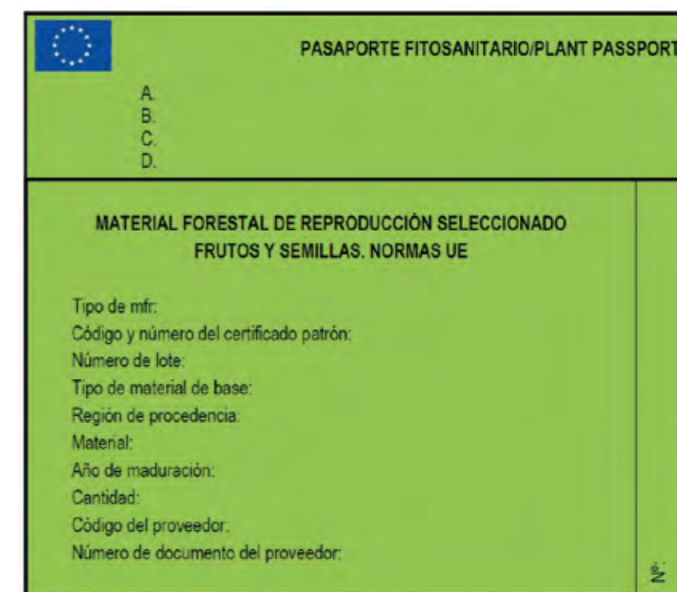 PASAPORTE FITOSANITARIO/PLANT PASSPORT
A.
B.
C.
D.
MATERIAL FORESTAL DE REPRODUCCIÓN SELECCIONADO
FRUTOS Y SEMILLAS. NORMAS UE
Tipo de mfr:
Código y número del certificado patrón:
Número de lote:
Tipo de material de base:
Región de procedencia:
Material:
Año de maduración:
Cantidad:
Código del proveedor:
Número de documento del proveedor:
Nº: